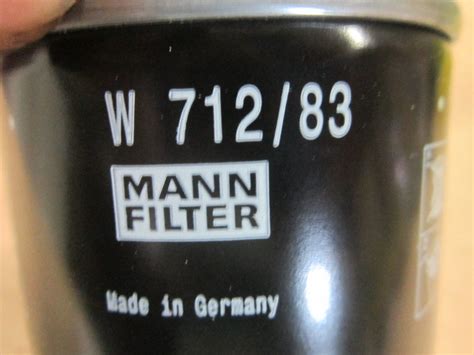 W 712/83
MANN
FILTER
Made in Germany